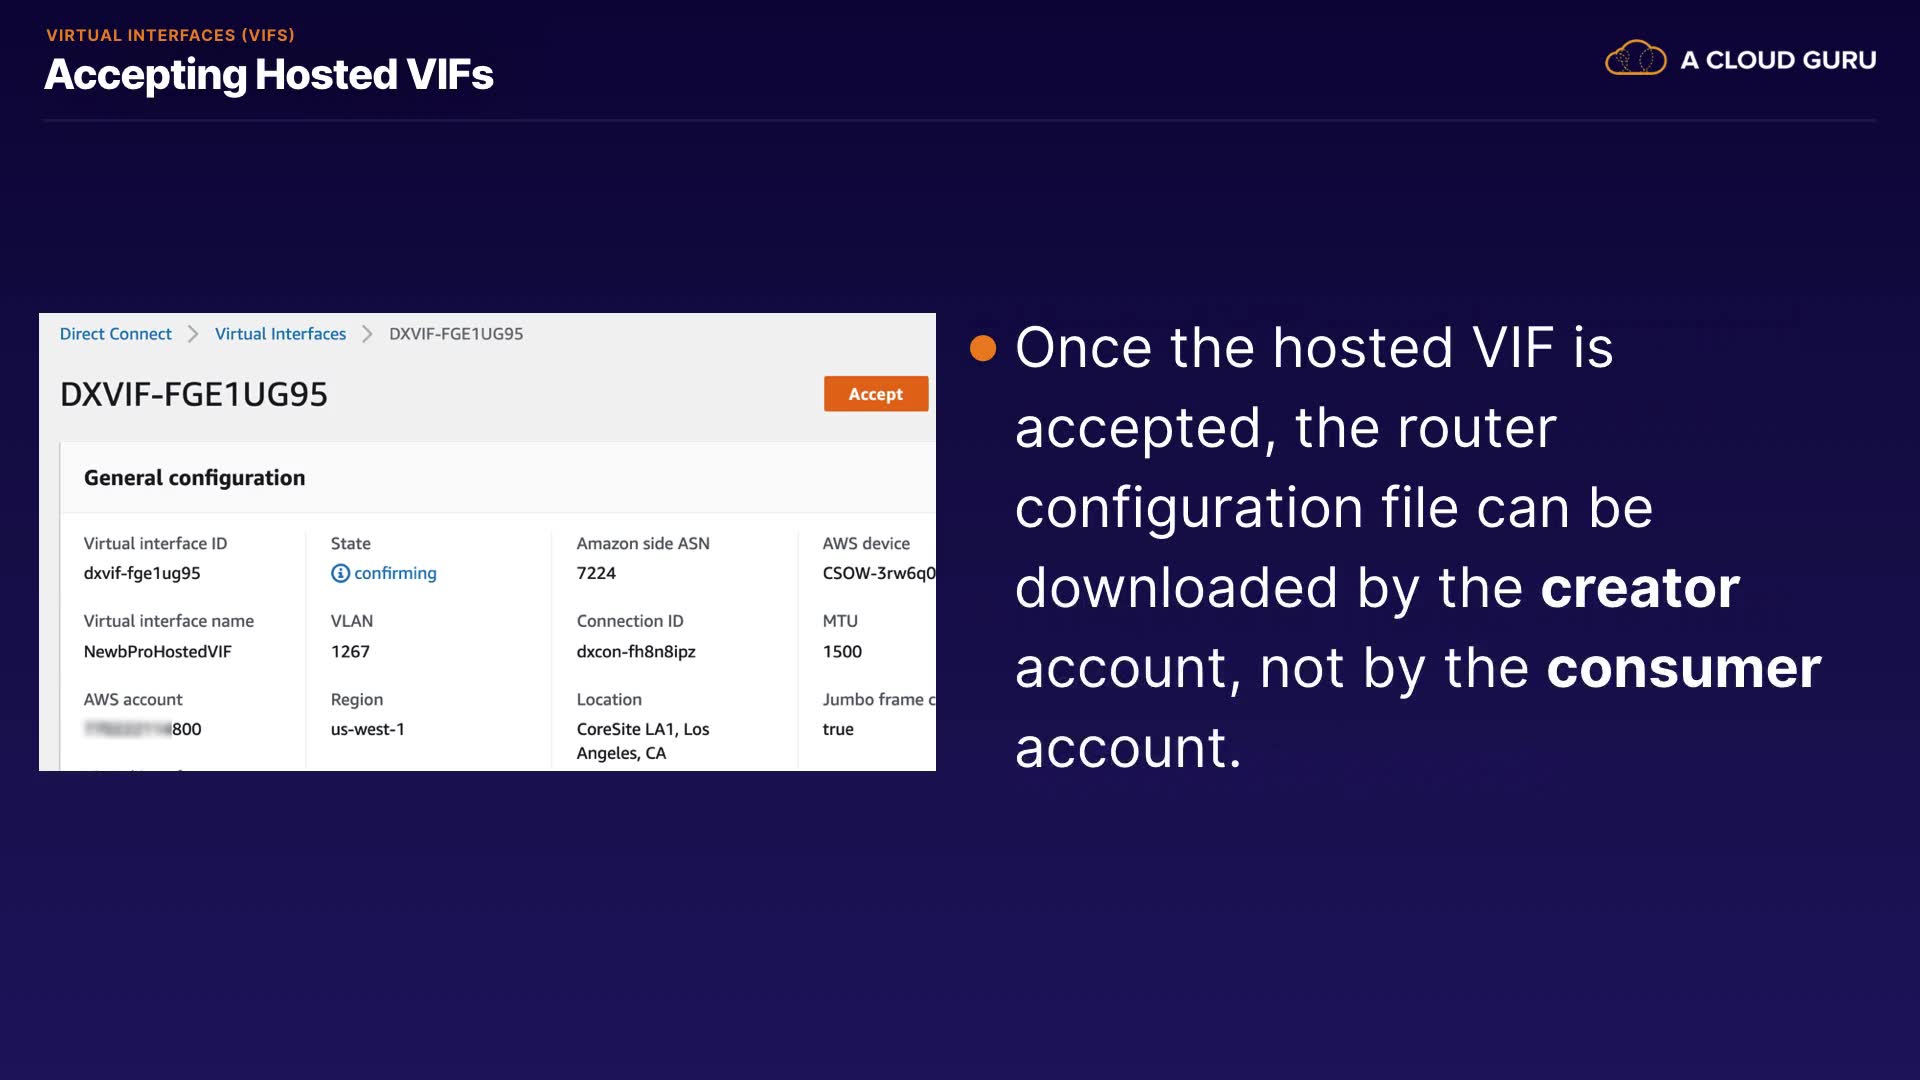 VIRTUAL INTERFACES (VIFS)
Accepting Hosted VIFs
A CLOUD GURU
Direct Connect > Virtual Interfaces > DXVIF-FGE1UG95
DXVIF-FGE1UG95
Accept
General configuration
Virtual interface ID
dxvif-fge1ug95
Virtual interface name
NewbProHostedVIF
AWS account
800
State
confirming
VLAN
1267
Region
us-west-1
Amazon side ASN
7224
Connection ID
dxcon-fh8n8ipz
Location
CoreSite LA1, Los
Angeles, CA
AWS device
CSOW-3rw6q0
MTU
1500
Jumbo frame c
true
Once the hosted VIF is
accepted, the router
configuration file can be
downloaded by the creator
account, not by the consumer
account.